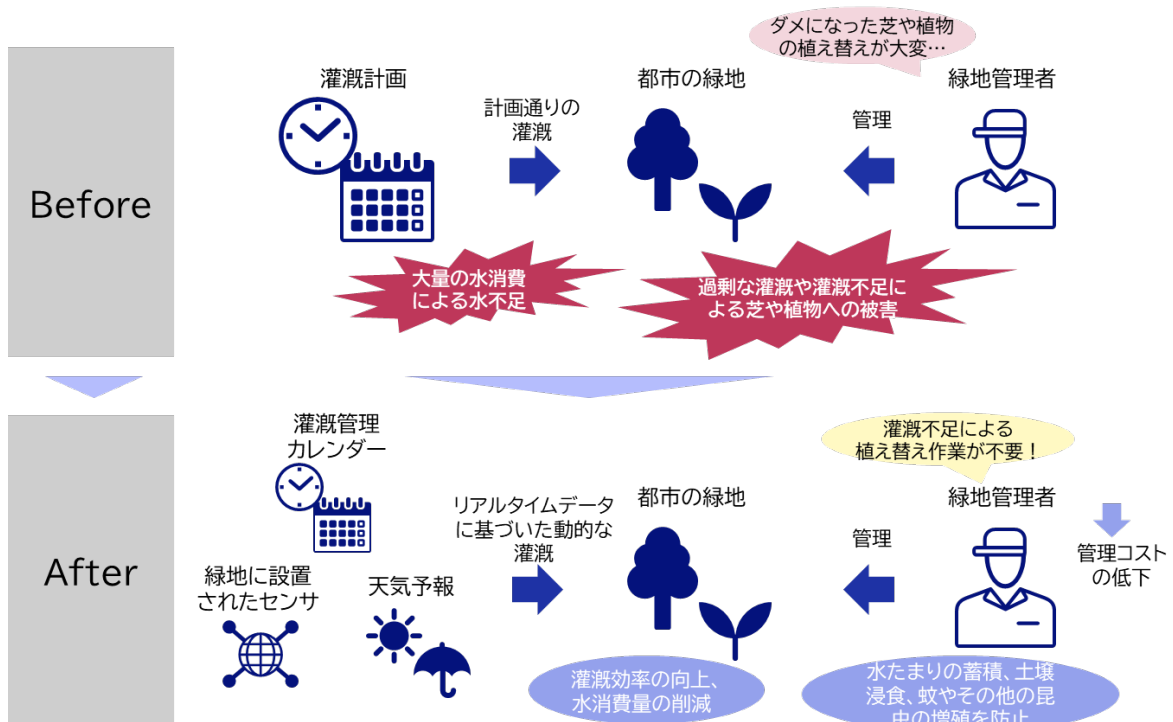 Before
灌漑計画
計画通りの
灌漑
都市の緑地
ダメになった芝や植物
の植え替えが大変…
管理
緑地管理者
大量の水消費
による水不足
過剰な灌漑や灌漑不足に
よる芝や植物への被害
After
灌漑管理
カレンダー
緑地に設置
されたセンサ
天気予報
リアルタイムデータ
に基づいた動的な
灌漑
都市の緑地
灌漑不足による
植え替え作業が不要！
管理
緑地管理者
管理コスト
の低下
灌漑効率の向上、
水消費量の削減
水たまりの蓄積、土壌
浸食、蚊やその他の昆
虫の増殖を防止